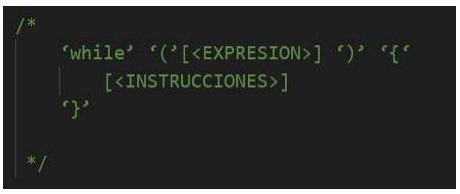 /*
‘while’ ‘(’[<EXPRESION>] ‘)’ ‘{‘
[<INSTRUCCIONES>]
‘}’
*/